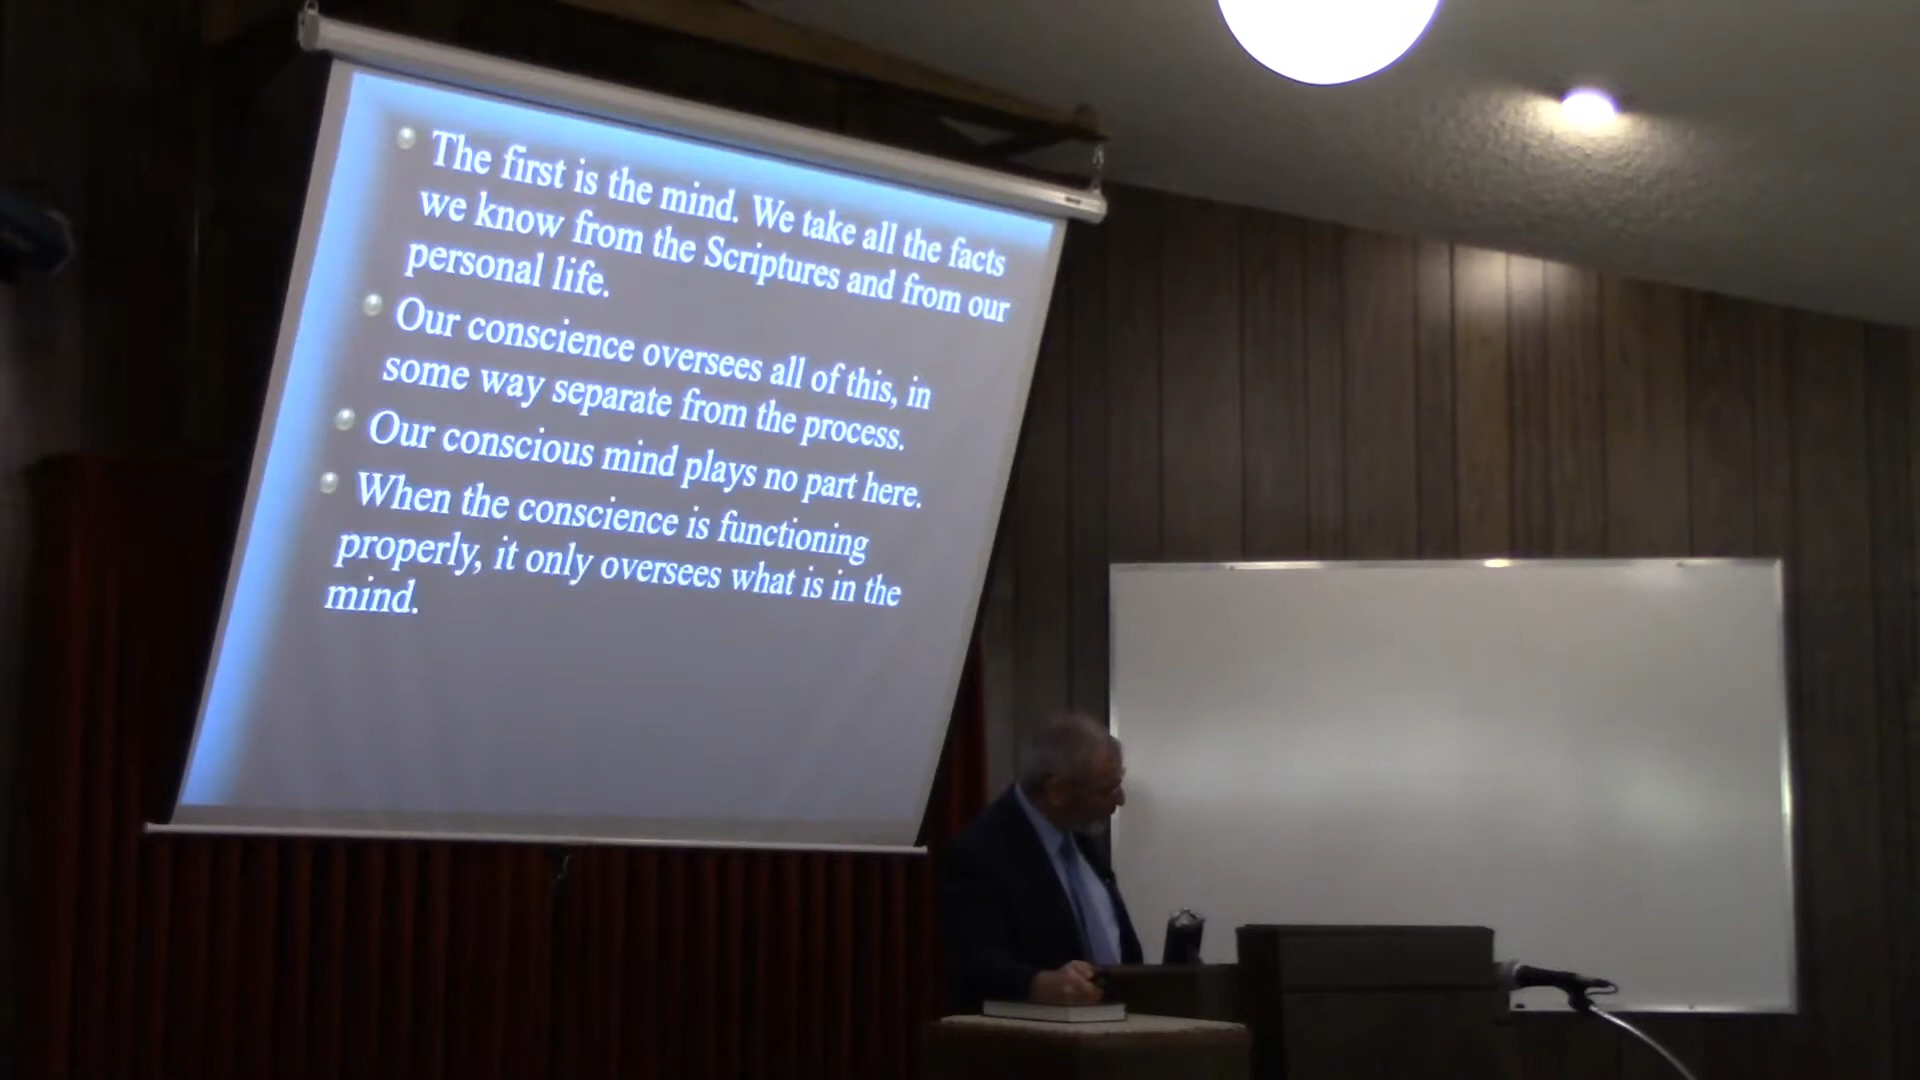 The first is the mind. We take all the facts
we know from the Scriptures and from our
personal life.
Our conscience oversees all of this, in
some way separate from the process.
Our conscious mind plays no part here.
When the conscience is functioning
properly, it only oversees what is in the
mind.